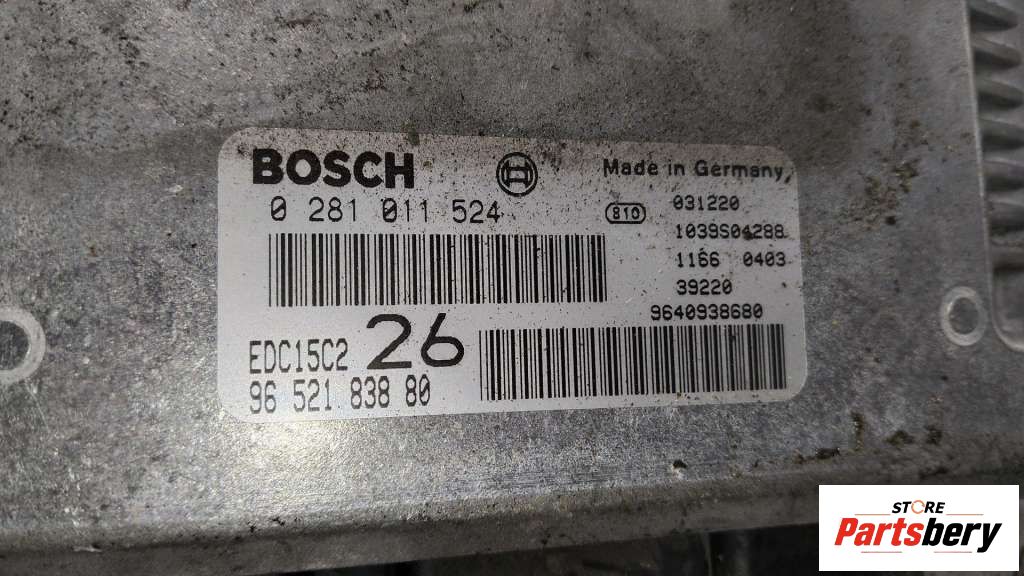 BOSCH
Made in Germany
0 281 011 524
810
031220
1039S04288
1166 0403
39220
9640938680
EDC15C2
26
96 521 838 80
STORE
Partsbery